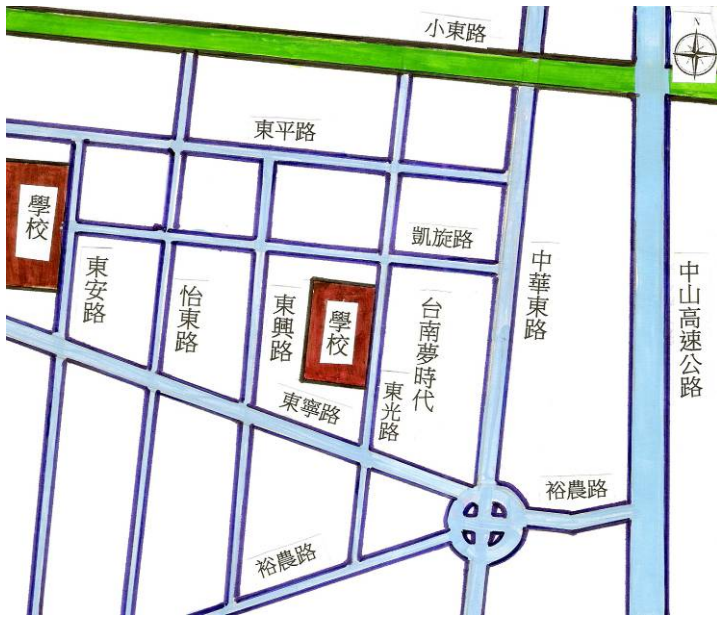 小東路
N
東平路
學校
凱旋路
東安路
怡東路
東興路
學校
台南夢時代
中華東路
中山高速公路
東寧路
東光路
裕農路
裕農路